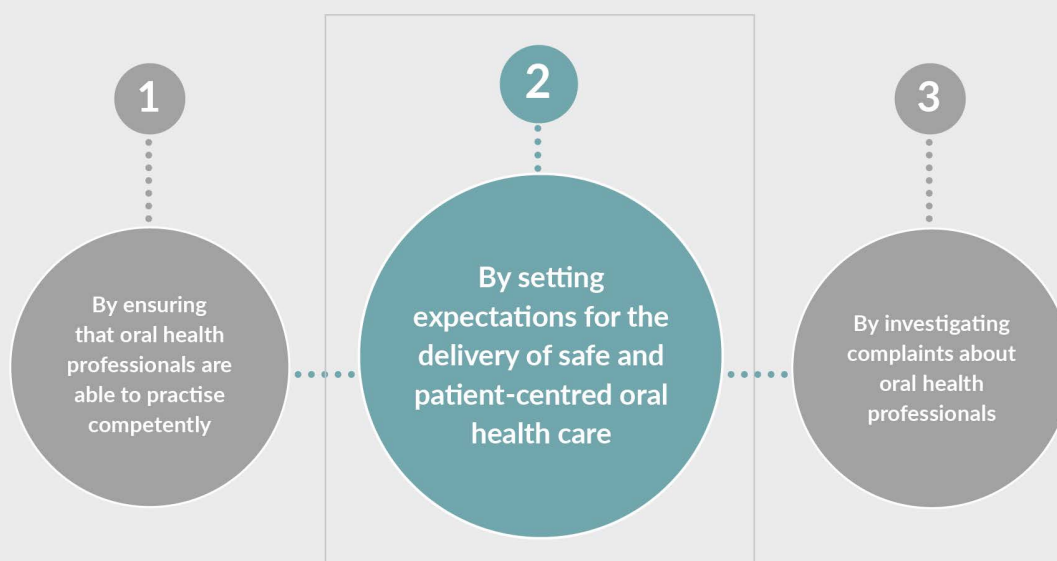 1
By ensuring
that oral health
professionals are
able to practise
competently
2
By setting
expectations for the
delivery of safe and
patient-centred oral
health care
3
By investigating
complaints about
oral health
professionals